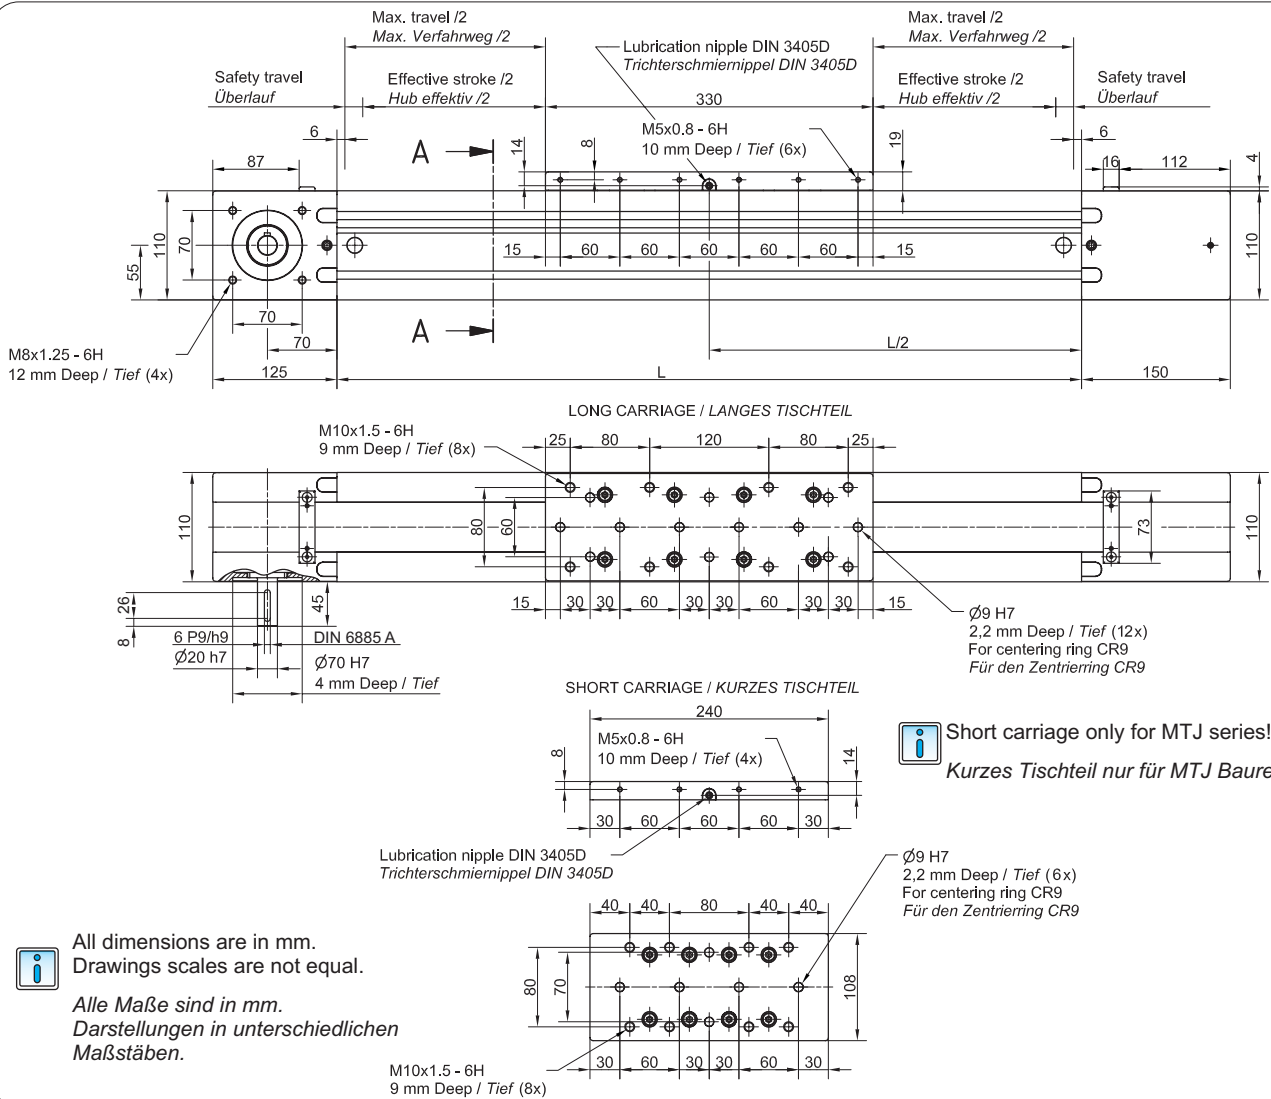 Max. travel /2
Max. Verfahrweg /2
Lubrication nipple DIN 3405D
Trichterschmiernippel DIN 3405D
Max. travel /2
Max. Verfahrweg /2
Safety travel
Überlauf
Effective stroke /2
Hub effektiv /2
330
Effective stroke /2
Hub effektiv /2
Safety travel
Überlauf
6
A
14
8
M5x0.8 - 6H
10 mm Deep / Tief (6x)
19
6
87
16
112
4
110
70
55
15
60
60
60
60
60
15
110
70
70
A
M8x1.25 - 6H
12 mm Deep / Tief (4x)
L/2
125
L
150
LONG CARRIAGE / LANGES TISCHTEIL
M10x1.5 - 6H
9 mm Deep / Tief (8x)
25
80
120
80
25
110
80
60
73
110
26
8
45
15
30
30
60
30
30
60
30
30
15
6 P9/h9
DIN 6885 A
Ø20 h7
Ø70 H7
4 mm Deep / Tief
Ø9 H7
2,2 mm Deep / Tief (12x)
For centering ring CR9
Für den Zentrierring CR9
SHORT CARRIAGE / KURZES TISCHTEIL
240
M5x0.8 - 6H
10 mm Deep / Tief (4x)
8
14
Short carriage only for MTJ series!
Kurzes Tischteil nur für MTJ Baure
30
60
60
60
30
Lubrication nipple DIN 3405D
Trichterschmiernippel DIN 3405D
Ø9 H7
2,2 mm Deep / Tief (6x)
For centering ring CR9
Für den Zentrierring CR9
40
40
80
40
40
80
70
108
30
60
30
30
60
30
M10x1.5 - 6H
9 mm Deep / Tief (8x)
All dimensions are in mm.
Drawings scales are not equal.
Alle Maße sind in mm.
Darstellungen in unterschiedlichen
Maßstäben.